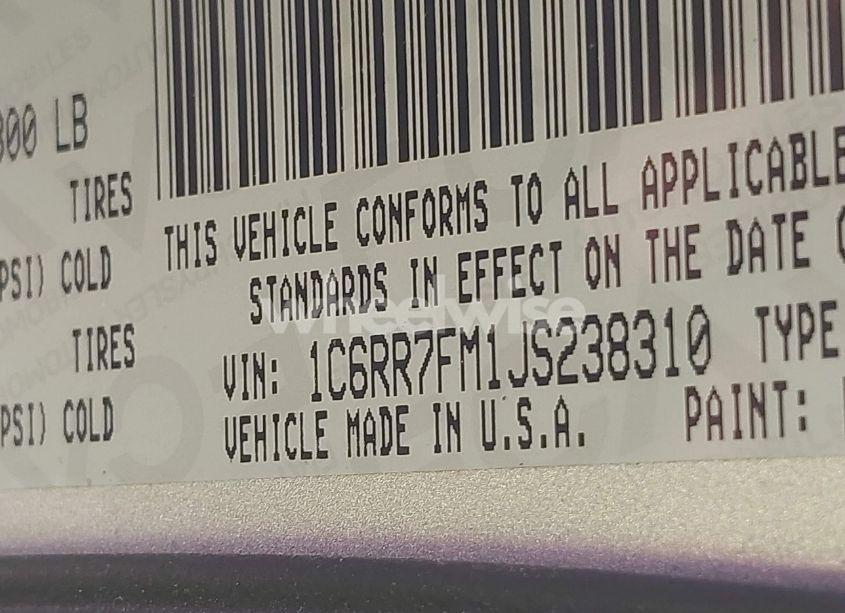 00 LB
TIRES
PSI) COLD
TIRES
PSI) COLD
THIS VEHICLE CONFORMS TO ALL APPLICABLE
STANDARDS IN EFFECT ON THE DATE
wheelwise
VIN: 1C6RR7FM1JS238310 TYPE
VEHICLE MADE IN U.S.A. PAINT: